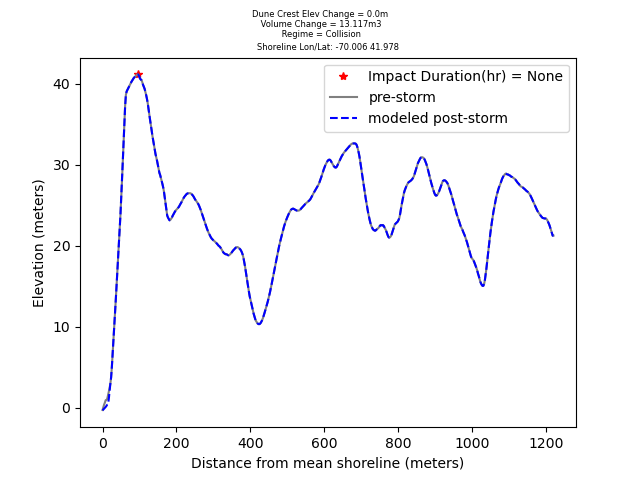 Dune Crest Elev Change = 0.0m
Volume Change = 13.117m3
Regime = Collision
Shoreline Lon/Lat: -70.006 41.978
Impact Duration(hr) = None
pre-storm
modeled post-storm
Elevation (meters)
40
30
20
10
0
0 200 400 600 800 1000 1200
Distance from mean shoreline (meters)